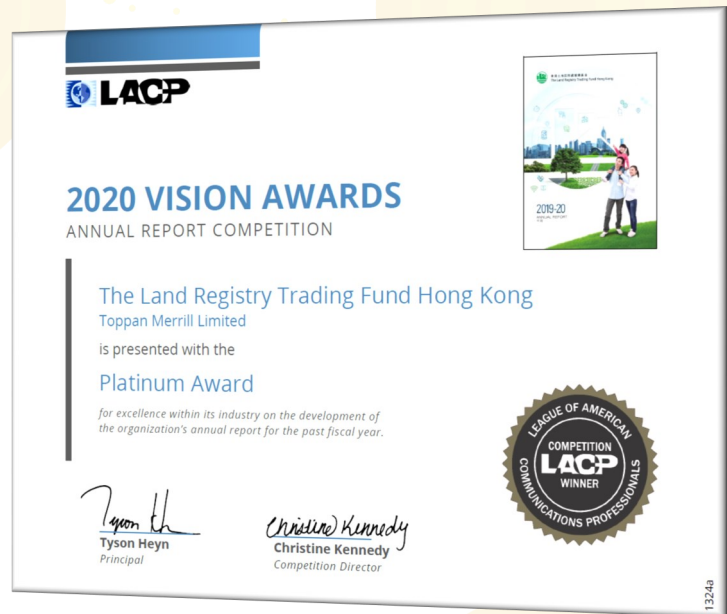 LACP
2020 VISION AWARDS
ANNUAL REPORT COMPETITION
The Land Registry Trading Fund Hong Kong
Toppan Merrill Limited
is presented with the
Platinum Award
for excellence within its industry on the development of
the organization's annual report for the past fiscal year.
Tyson Heyn
Principal
Christine Kennedy
Christine Kennedy
Competition Director
2019-20
ANNUAL REPORT
LEAGUE OF AMERICAN
COMMUNICATIONS PROFESSIONALS
COMPETITION
LACP
WINNER
1324a